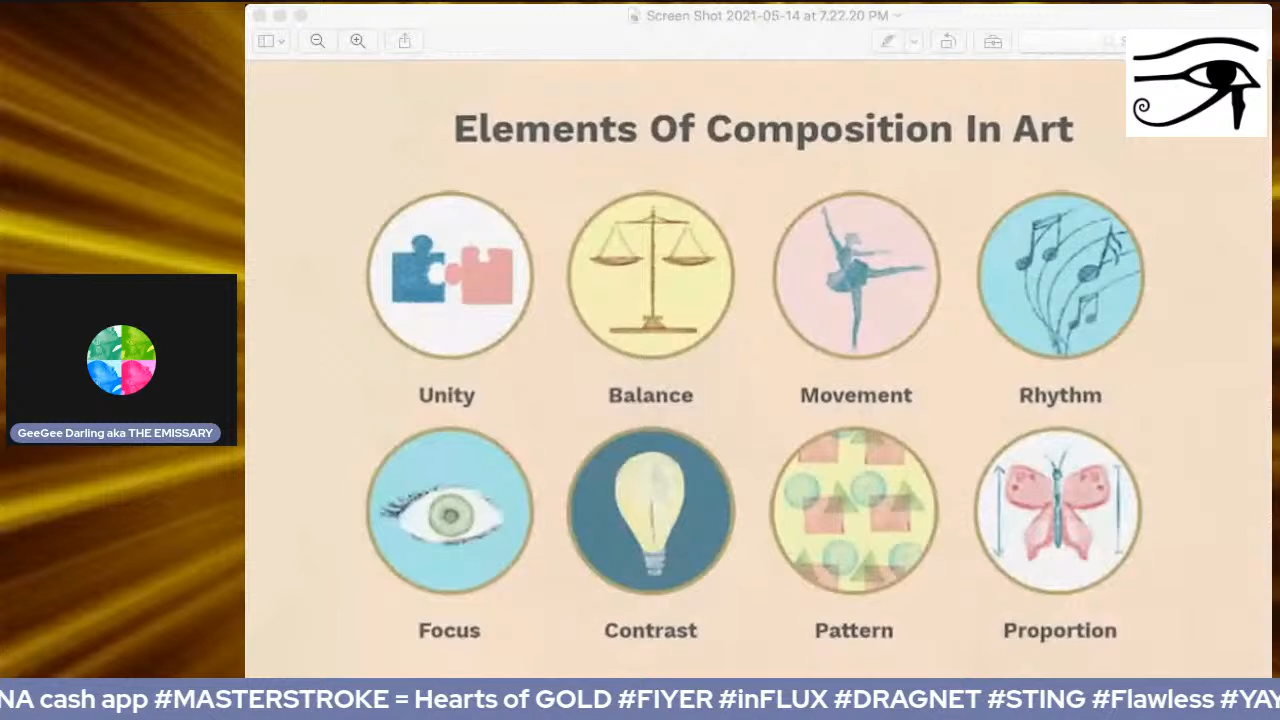 Screen Shot 2021-05-14 at 7.22.20 PM
Elements Of Composition In Art
Unity
Balance
Movement
Rhythm
Focus
Contrast
Pattern
Proportion
GeeGee Darling aka THE EMISSARY
NA cash app #MASTERSTROKE = Hearts of GOLD #FIYER #inFLUX #DRAGNET #STING #Flawless #YAY